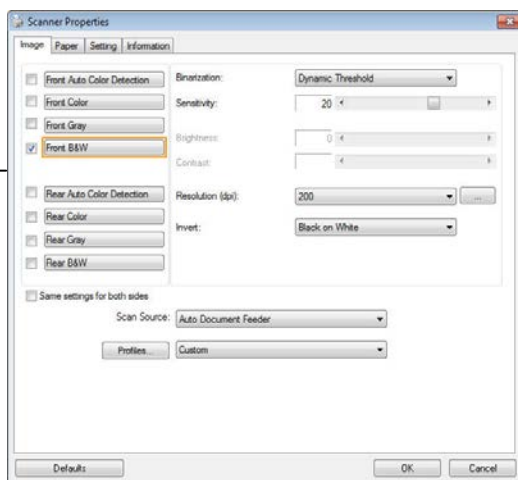 Scanner Properties
Image Paper Setting Information
Front Auto Color Detection
Front Color
Front Gray
Front B&W
Rear Auto Color Detection
Rear Color
Rear Gray
Rear B&W
Binarization: Dynamic Threshold
Sensitivity: 20
Brightness: 0
Contrast:
Resolution (dpi): 200 ...
Invert: Black on White
Same settings for both sides
Scan Source: Auto Document Feeder
Profiles... Custom
Defaults OK Cancel